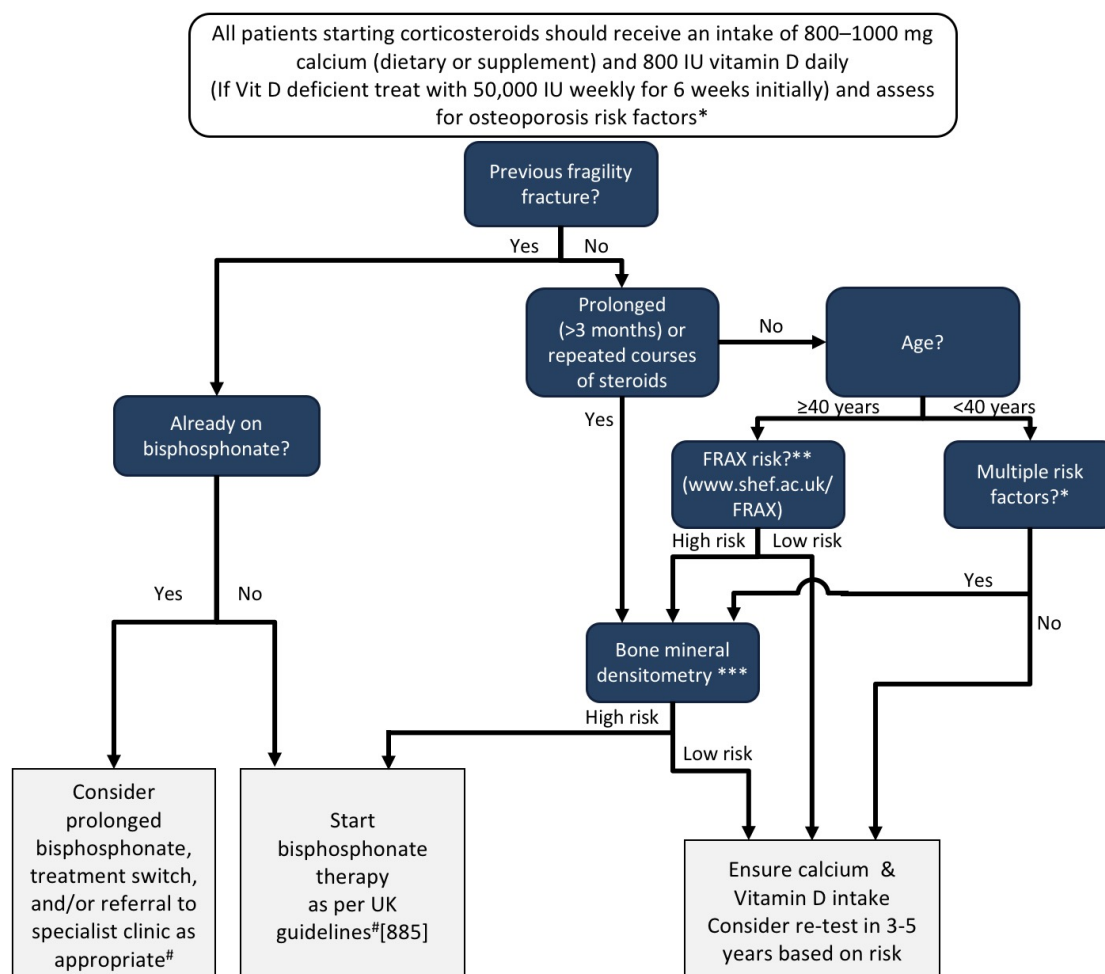 All patients starting corticosteroids should receive an intake of 800–1000 mg
calcium (dietary or supplement) and 800 IU vitamin D daily
(If Vit D deficient treat with 50,000 IU weekly for 6 weeks initially) and assess
for osteoporosis risk factors*
Previous fragility
fracture?
Yes
No
Prolonged
(>3 months) or
repeated courses
of steroids
No
Age?
Already on
bisphosphonate?
Yes
≥40 years
<40 years
FRAX risk?**
(www.shef.ac.uk/
FRAX)
Multiple risk
factors?*
High risk
Low risk
Yes
No
Yes
No
Bone mineral
densitometry ***
High risk
Low risk
Consider
prolonged
bisphosphonate,
treatment switch,
and/or referral to
specialist clinic as
appropriate#
Start
bisphosphonate
therapy
as per UK
guidelines#[885]
Ensure calcium &
Vitamin D intake
Consider re-test in 3-5
years based on risk